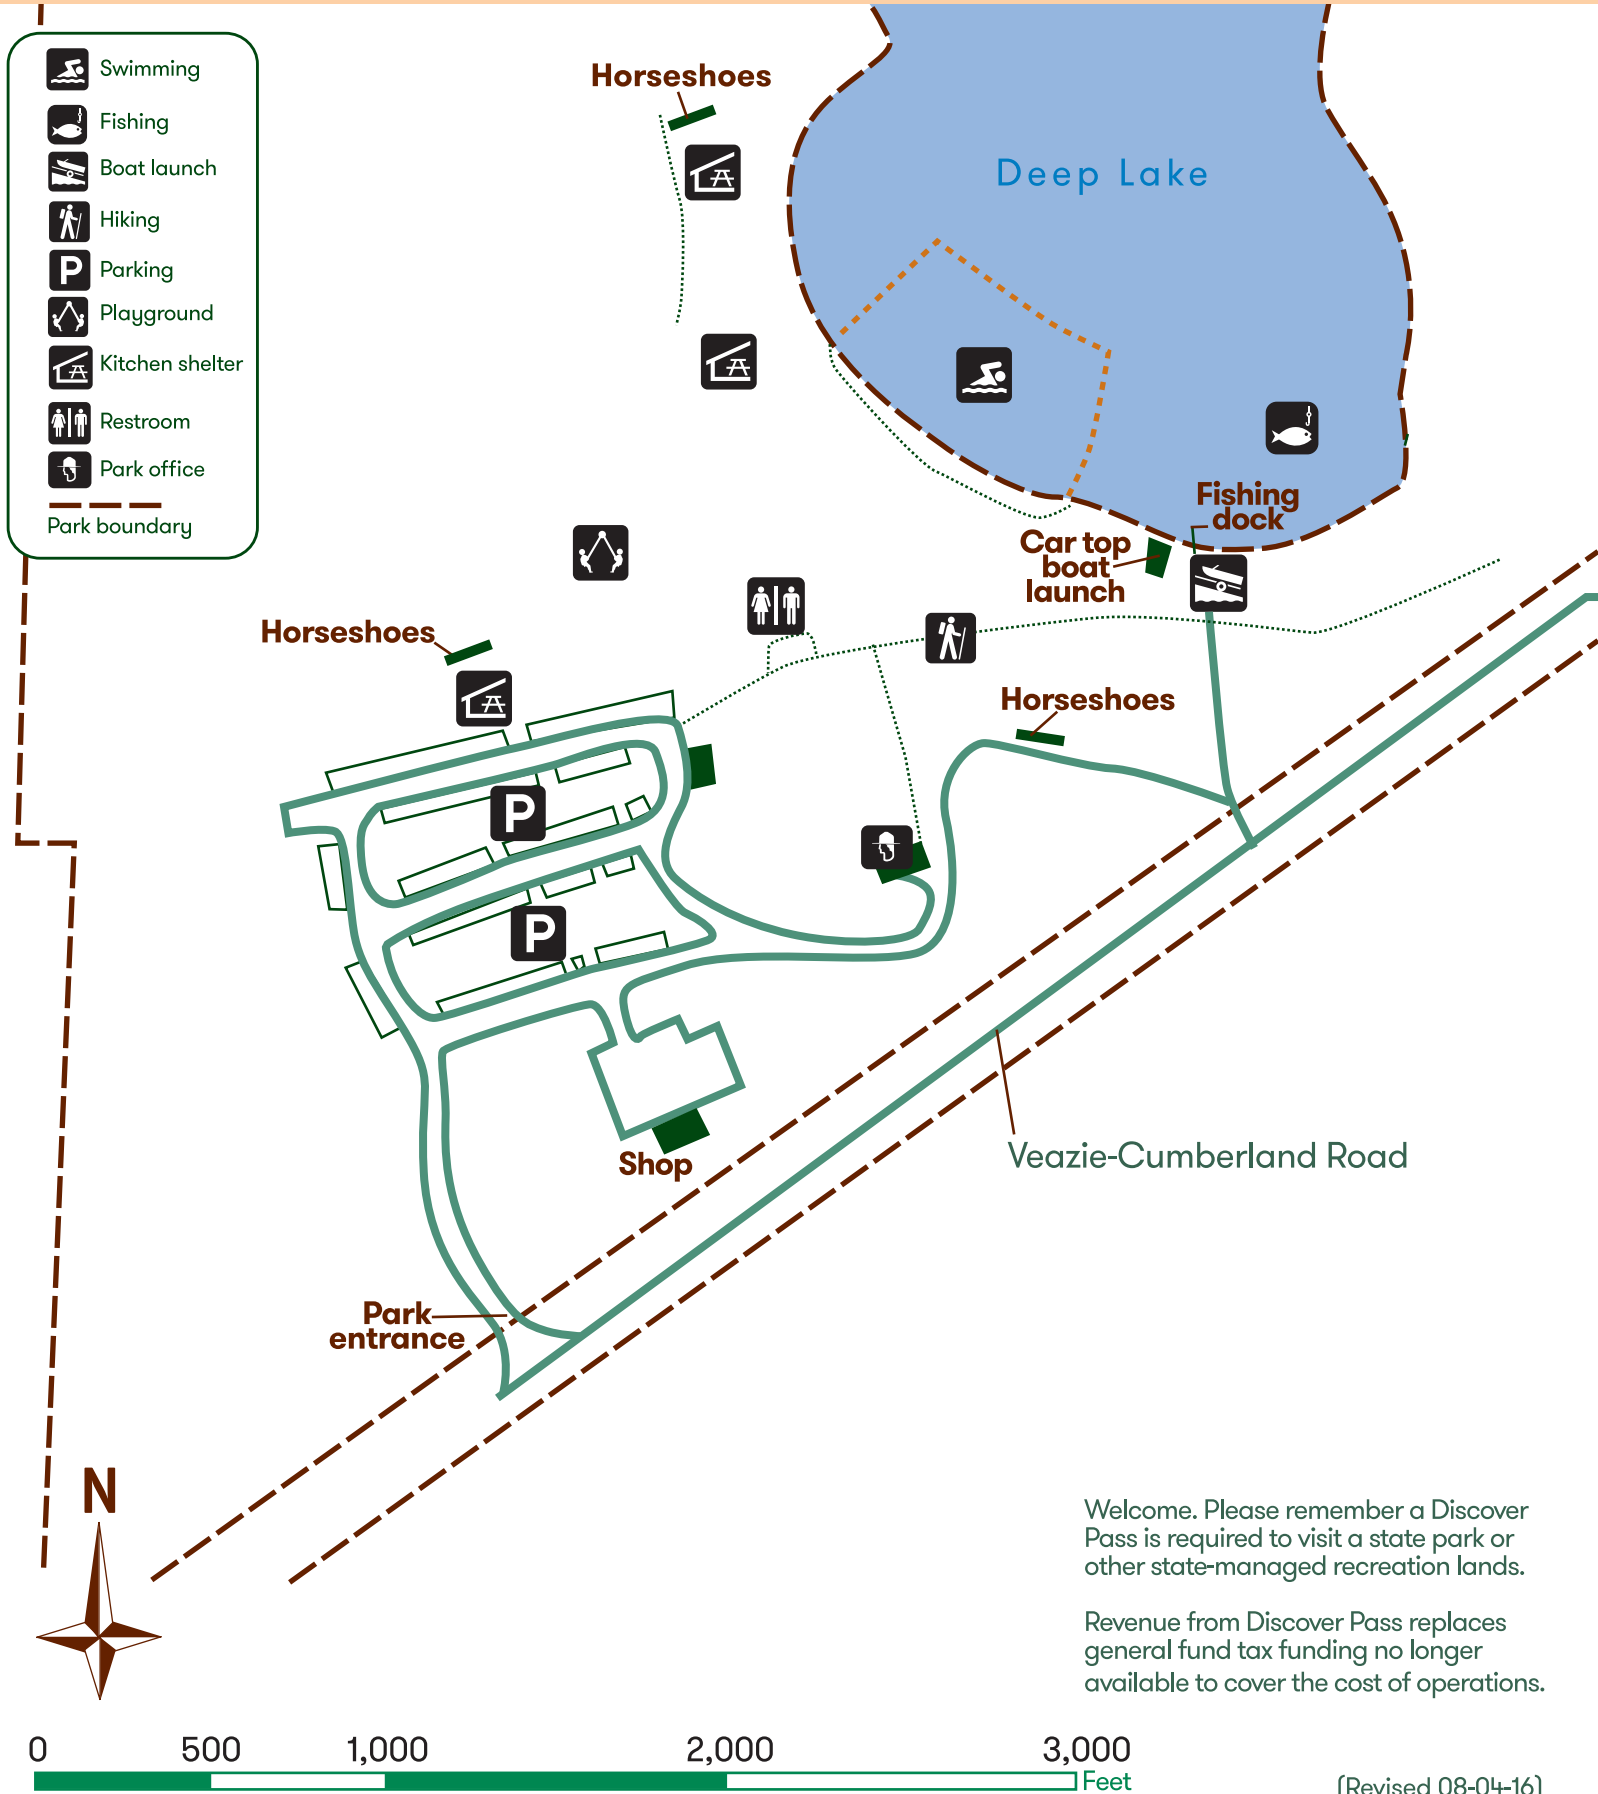 Swimming
Fishing
Boat launch
Hiking
P Parking
Playground
Kitchen shelter
Restroom
Park office
Park boundary
Horseshoes
Deep Lake
Fishing
dock
Car top
boat
launch
Horseshoes
Horseshoes
P
P
Shop
Veazie-Cumberland Road
Park
entrance
N
Welcome. Please remember a Discover
Pass is required to visit a state park or
other state-managed recreation lands.
Revenue from Discover Pass replaces
general fund tax funding no longer
available to cover the cost of operations.
0 500 1,000 2,000 3,000
Feet
(Revised 08-04-16)